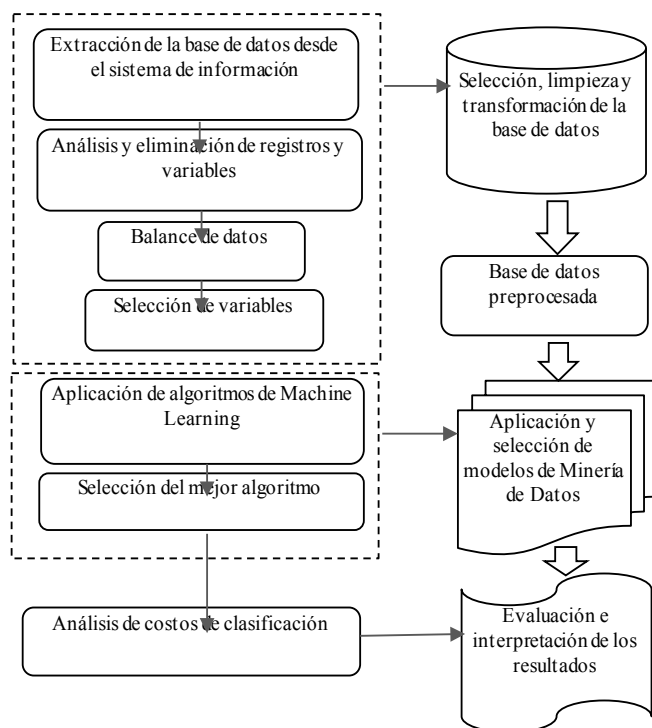 Extracción de la base de datos desde
el sistema de información
Análisis y eliminación de registros y
variables
Balance de datos
Selección de variables
Selección, limpieza y
transformación de la
base de datos
Base de datos
preprocesada
Aplicación de algoritmos de Machine
Learning
Selección del mejor algoritmo
Aplicación y
selección de
modelos de Minería
de Datos
Análisis de costos de clasificación
Evaluación e
interpretación de los
resultados